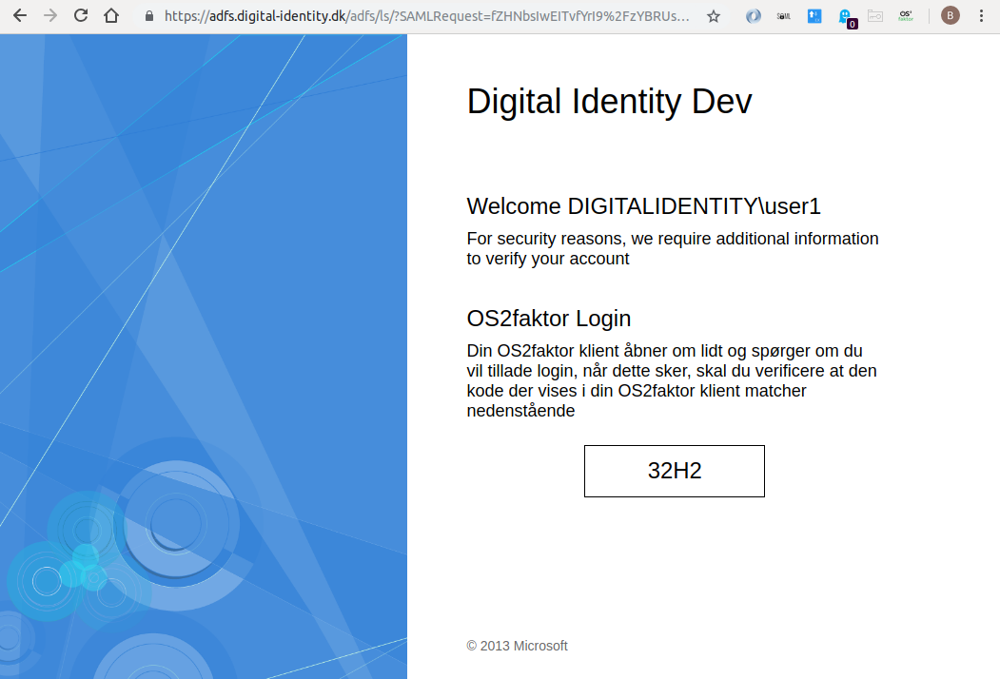 https://adfs.digital-identity.dk/adfs/ls/?SAMLRequest=fZHNbsIwEITvfYrI9%2FzYBRUs…
SAML
0
OS²
faktor
B
Digital Identity Dev
Welcome DIGITALIDENTITY\user1
For security reasons, we require additional information
to verify your account
OS2faktor Login
Din OS2faktor klient åbner om lidt og spørger om du
vil tillade login, når dette sker, skal du verificere at den
kode der vises i din OS2faktor klient matcher
nedenstående
32H2
© 2013 Microsoft